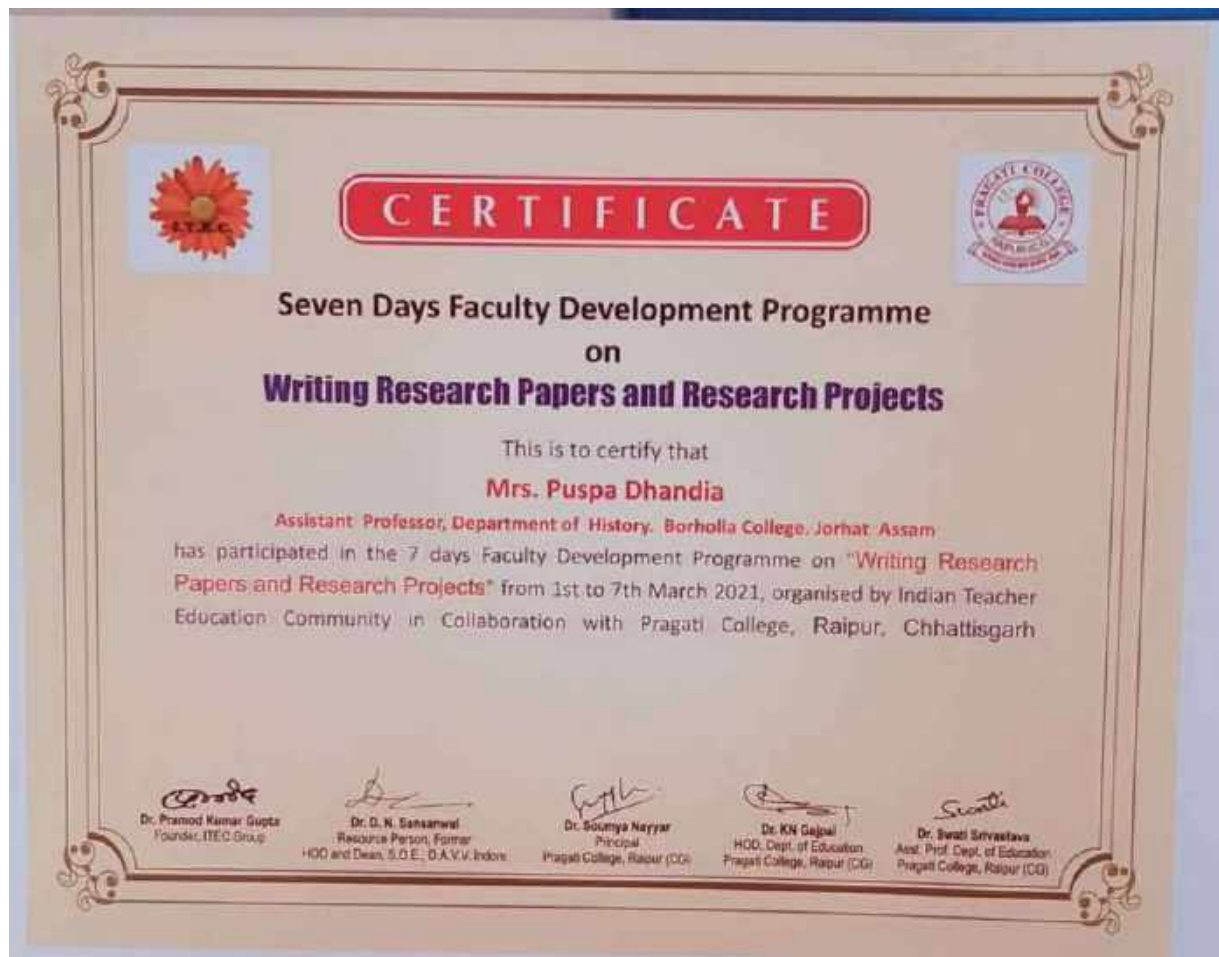 I.T.E.C.
CERTIFICATE
PRAGATI COLLEGE
RAIPUR (C.G.)
Seven Days Faculty Development Programme
on
Writing Research Papers and Research Projects
This is to certify that
Mrs. Puspa Dhandia
Assistant Professor, Department of History. Borholla College. Jorhat Assam
has participated in the 7 days Faculty Development Programme on "Writing Research
Papers and Research Projects" from 1st to 7th March 2021, organised by Indian Teacher
Education Community in Collaboration with Pragati College, Raipur, Chhattisgarh
Dr. Pramod Kumar Gupta
Founder, ITEC Group
Dr. D. N. Sansanwal
Resource Person, Former
HOD and Dean, S.O.E., D.A.V.V. Indore
Dr. Soumya Nayyar
Principal
Pragati College, Raipur (CG)
Dr. KN Gajpal
HOD, Dept. of Education
Pragati College, Raipur (CG)
Swati
Dr. Swati Srivastava
Asst. Prof. Dept. of Education
Pragati College, Raipur (CG)